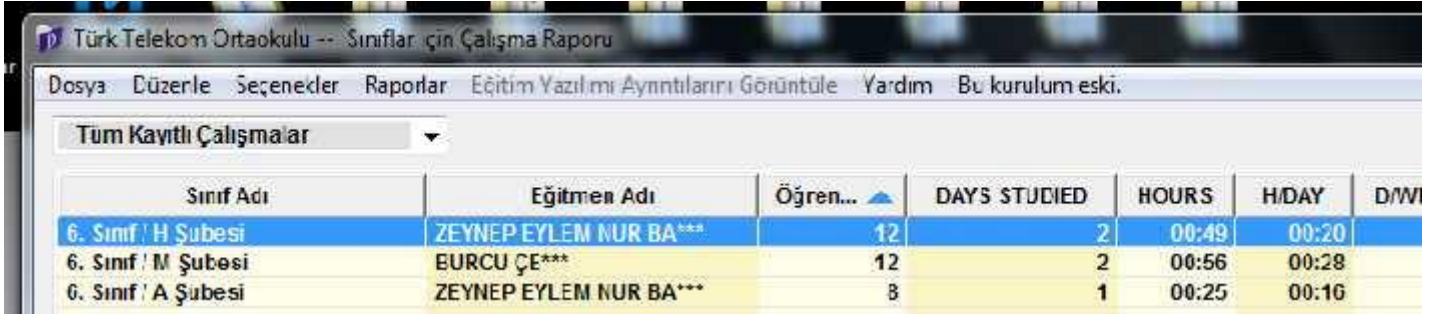 Türk Telekom Ortaokulu -- Sınıflar için Çalışma Raporu
Dosya Düzenle Seçenekler Raporlar Eğitim Yazılımı Ayrıntılarını Görüntüle Yardım Bu kurulum eski.
Tüm Kayıtlı Çalışmalar
Sınıf Adı Eğitmen Adı Öğren... DAYS STUDIED HOURS H/DAY
6. Sınıf / H Şubesi ZEYNEP EYLEM NUR BA*** 12 2 00:49 00:20
6. Sınıf / M Şubesi BURCU ÇE*** 12 2 00:56 00:28
6. Sınıf / A Şubesi ZEYNEP EYLEM NUR BA*** 8 1 00:25 00:16